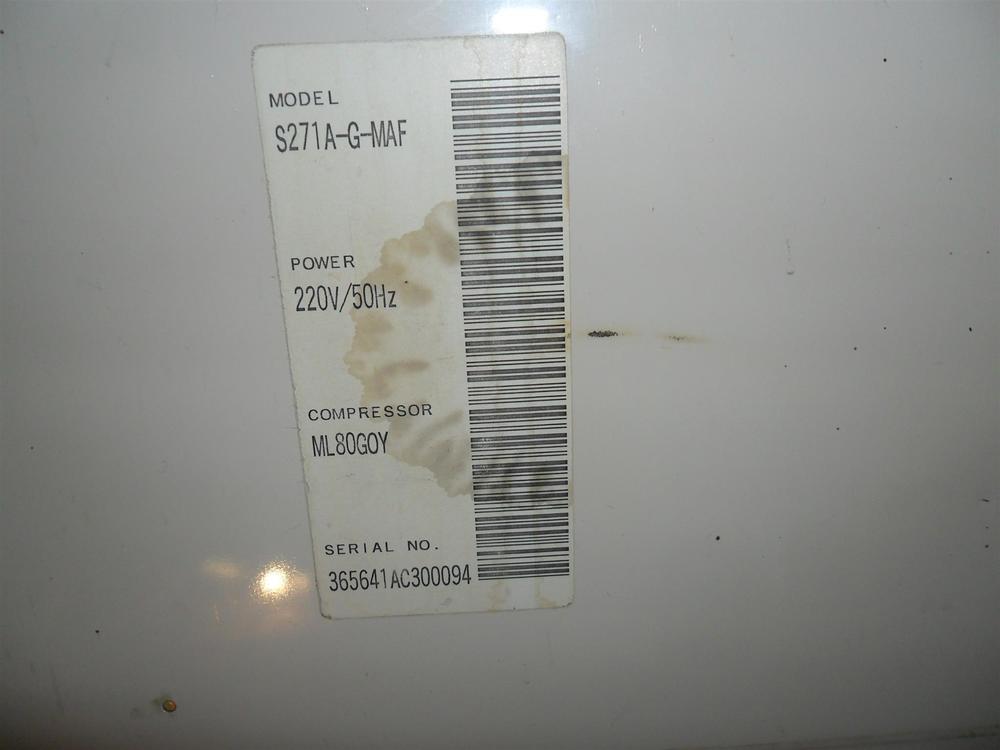 MODEL
S271A-G-MAF
POWER
220V/50Hz
COMPRESSOR
ML80G0Y
SERIAL NO.
365641AC300094